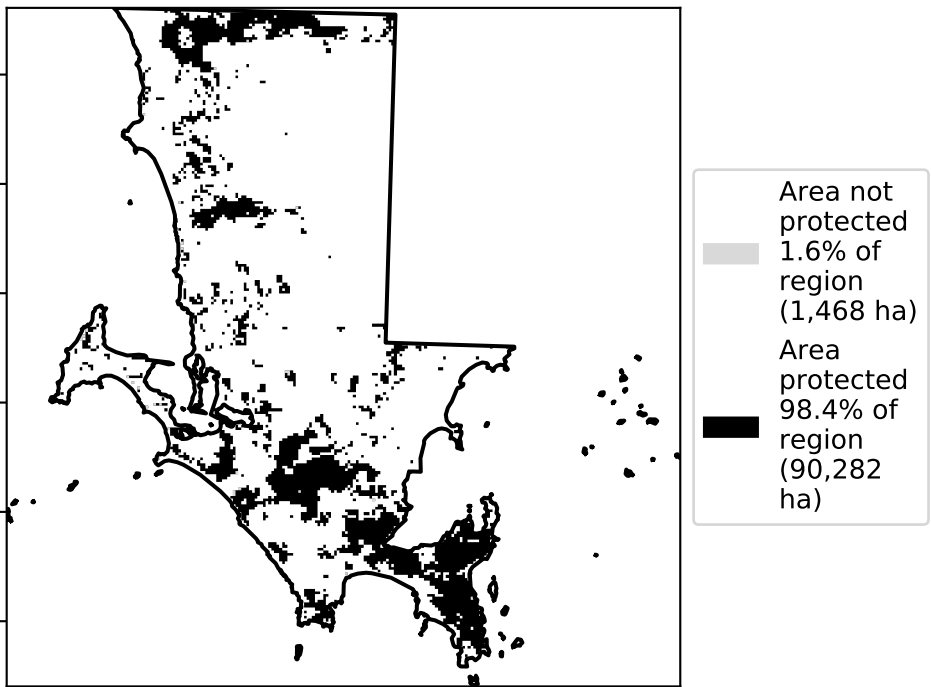 Area not
protected
1.6% of
region
(1,468 ha)
Area
protected
98.4% of
region
(90,282
ha)